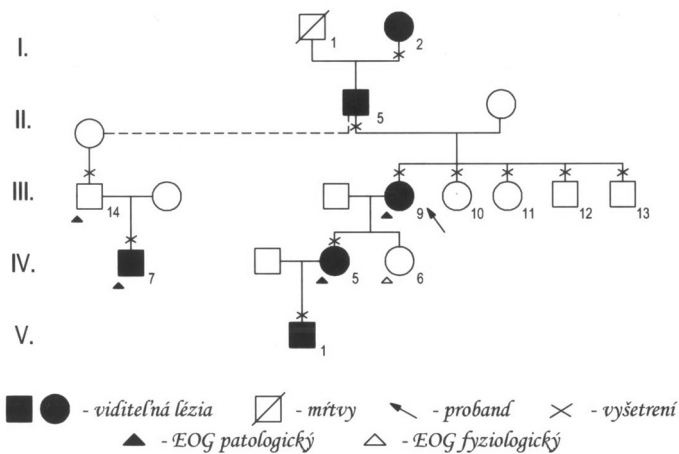 I.
1
2
II.
5
III.
14
9
10
11
12
13
IV.
7
5
6
V.
1
- viditeľná lézia - mŕtvy - proband - vyšetrení
- EOG patologický - EOG fyziologický